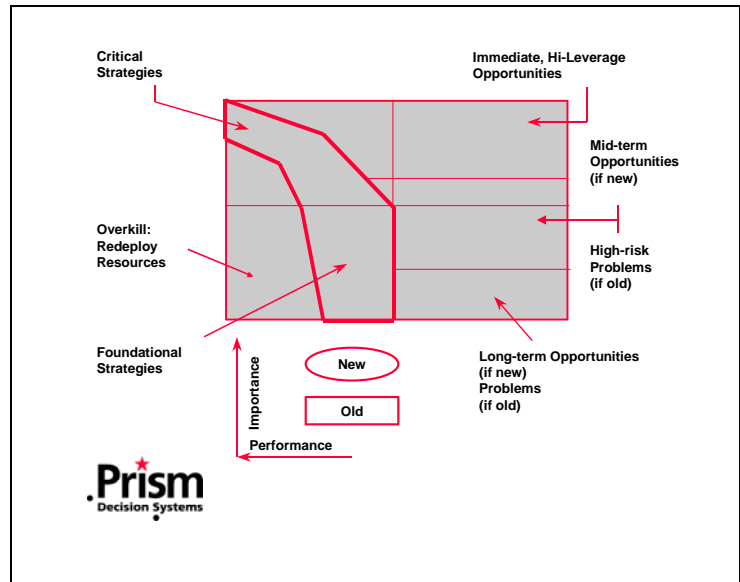 Critical
Strategies
Immediate, Hi-Leverage
Opportunities
Mid-term
Opportunities
(if new)
Overkill:
Redeploy
Resources
High-risk
Problems
(if old)
Foundational
Strategies
Long-term Opportunities
(if new)
Problems
(if old)
New
Old
Importance
Performance
Prism
Decision Systems